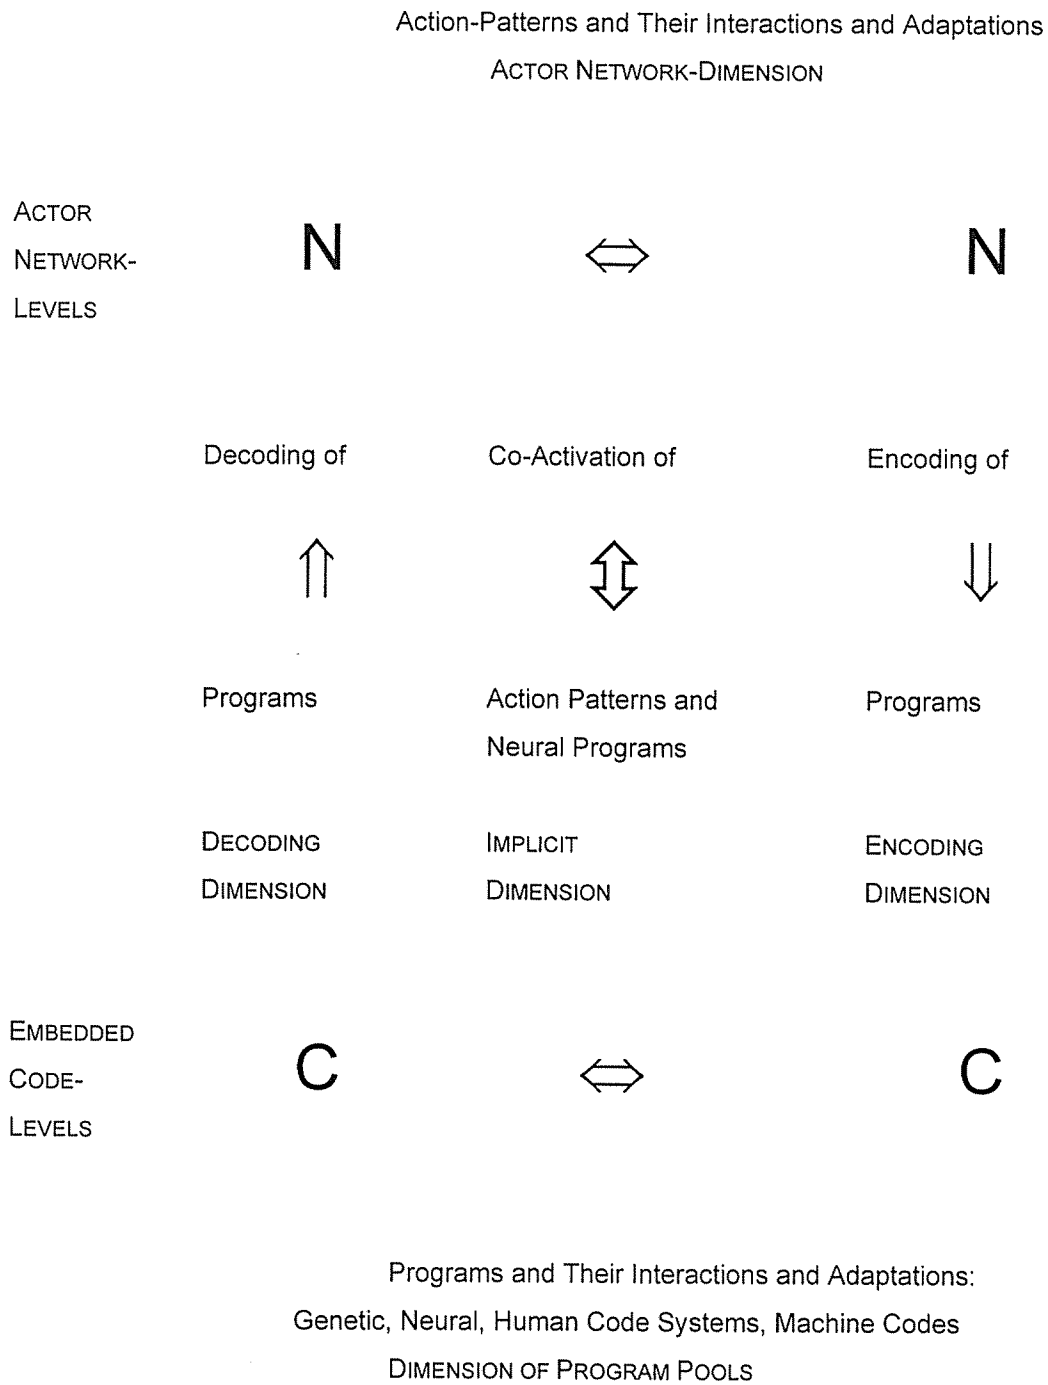 Action-Patterns and Their Interactions and Adaptations
ACTOR NETWORK-DIMENSION
ACTOR
NETWORK-
LEVELS
N
N
Decoding of
Co-Activation of
Encoding of
Programs
Action Patterns and
Neural Programs
Programs
DECODING
DIMENSION
IMPLICIT
DIMENSION
ENCODING
DIMENSION
EMBEDDED
CODE-
LEVELS
C
C
Programs and Their Interactions and Adaptations:
Genetic, Neural, Human Code Systems, Machine Codes
DIMENSION OF PROGRAM POOLS